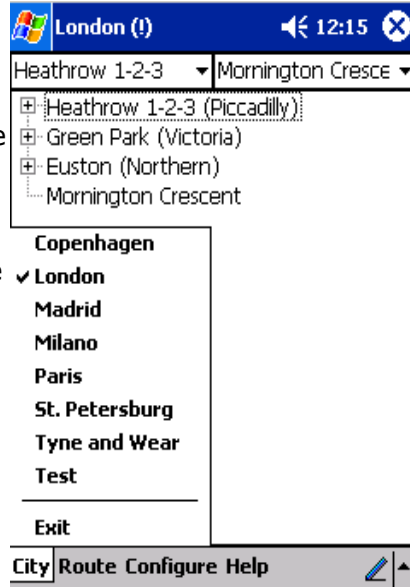 London (!) 12:15
Heathrow 1-2-3 Mornington Cresce
Heathrow 1-2-3 (Piccadilly)
e
Green Park (Victoria)
Euston (Northern)
Mornington Crescent
Copenhagen
e
London
Madrid
Milano
Paris
St. Petersburg
Tyne and Wear
Test
Exit
City Route Configure Help